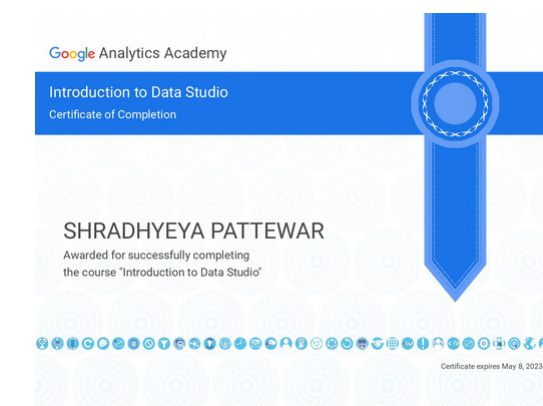 Google Analytics Academy
Introduction to Data Studio
Certificate of Completion
SHRADHYEYA PATTEWAR
Awarded for successfully completing
the course "Introduction to Data Studio"
Certificate expires May 8, 2023